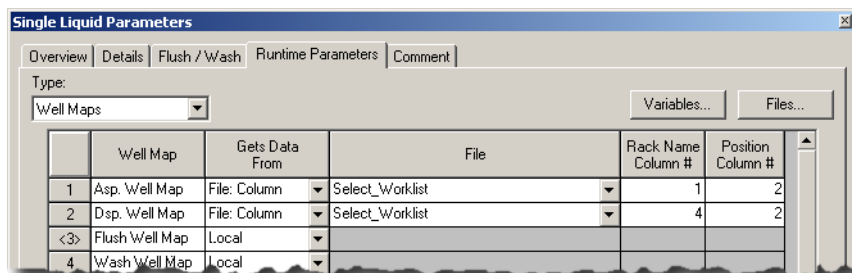 Single Liquid Parameters
Overview Details Flush / Wash Runtime Parameters Comment
Type:
Well Maps Variables... Files...
Well Map Gets Data From File Rack Name Column # Position Column #
1 Asp. Well Map File: Column Select_Worklist 1 2
2 Dsp. Well Map File: Column Select_Worklist 4 2
<3> Flush Well Map Local
4 Wash Well Map Local